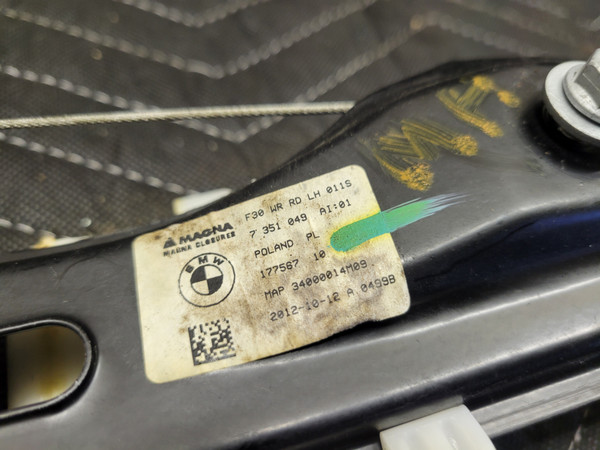 MAGNA
MAGNA CLOSURES
BMW
F30 WR RD LH 011S
7 351 049 AI:01
POLAND PL
177567 10
MAP 34000014M09
2012-10-12 A 0499B